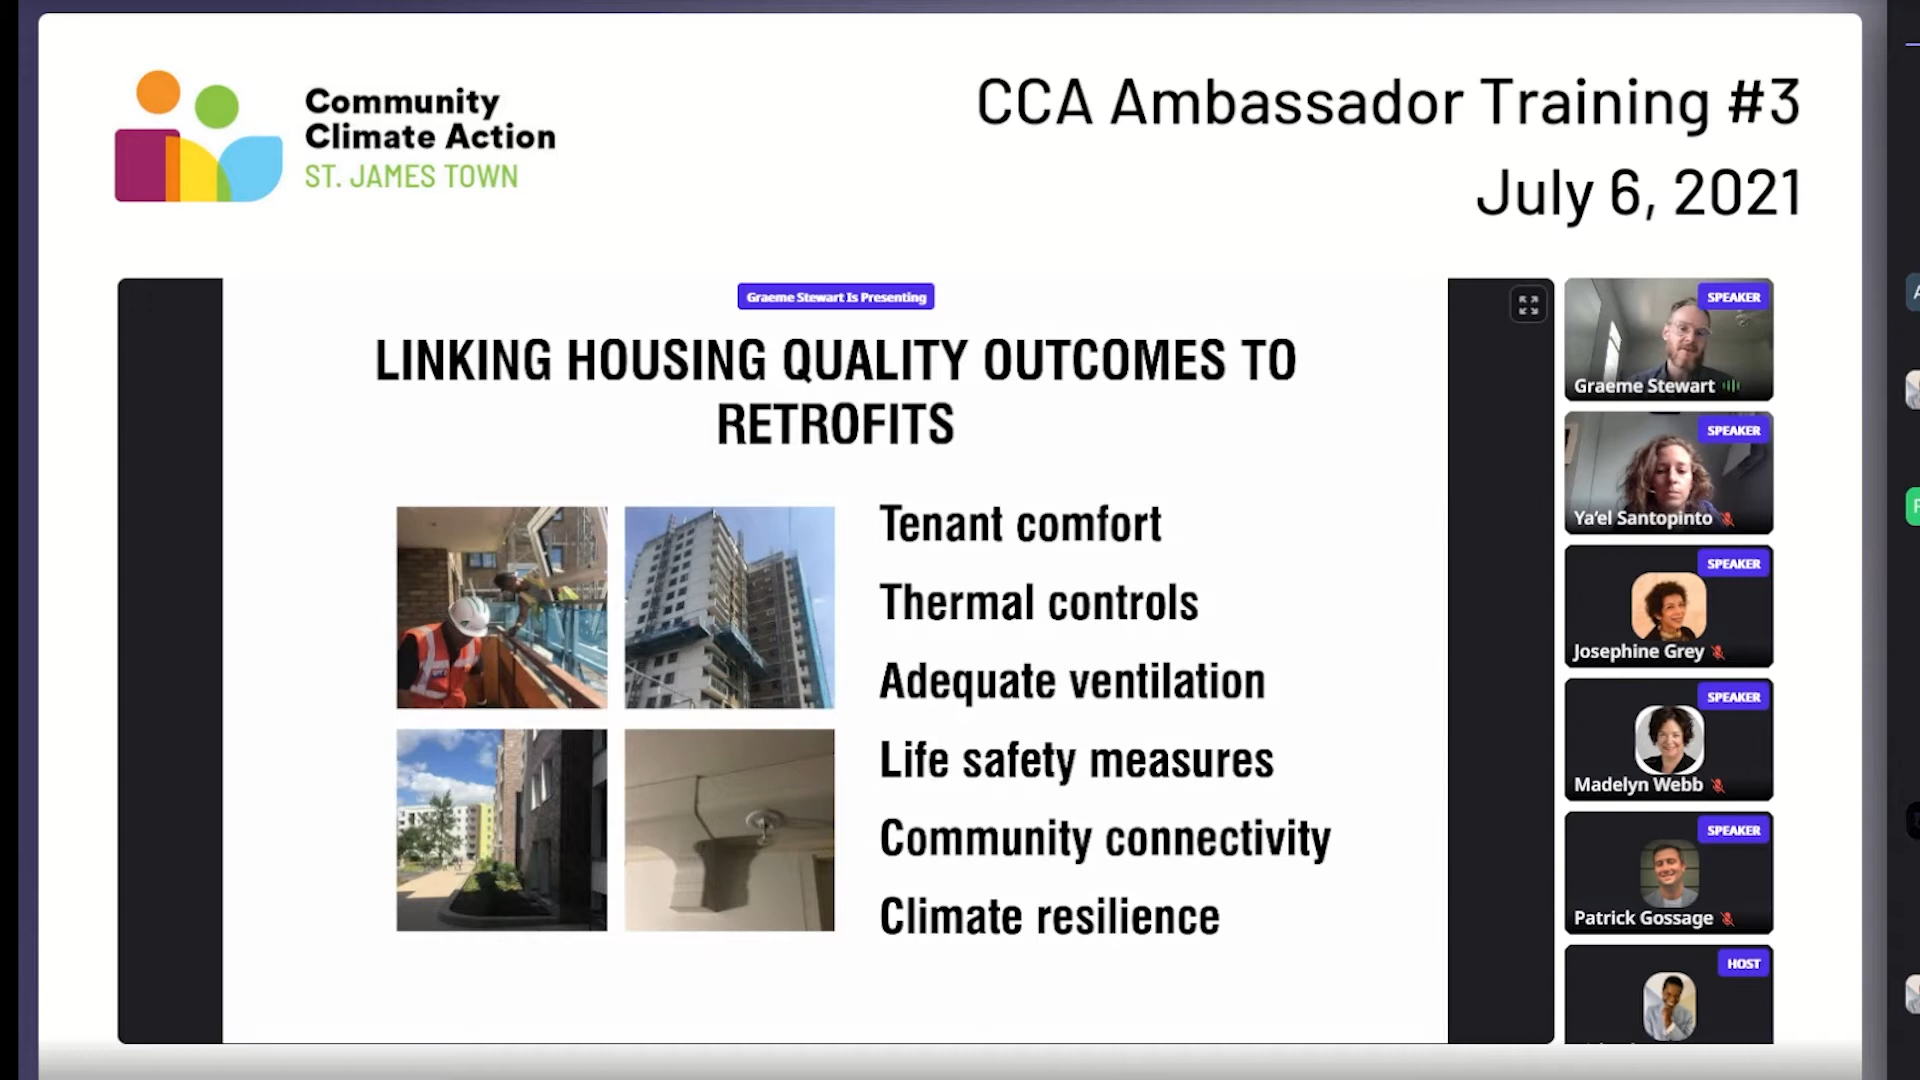 Community
Climate Action
ST. JAMES TOWN
CCA Ambassador Training #3
July 6, 2021
Graeme Stewart Is Presenting
LINKING HOUSING QUALITY OUTCOMES TO
RETROFITS
Tenant comfort
Thermal controls
Adequate ventilation
Life safety measures
Community connectivity
Climate resilience
SPEAKER
Graeme Stewart
SPEAKER
Ya'el Santopinto
SPEAKER
Josephine Grey
SPEAKER
Madelyn Webb
SPEAKER
Patrick Gossage
HOST